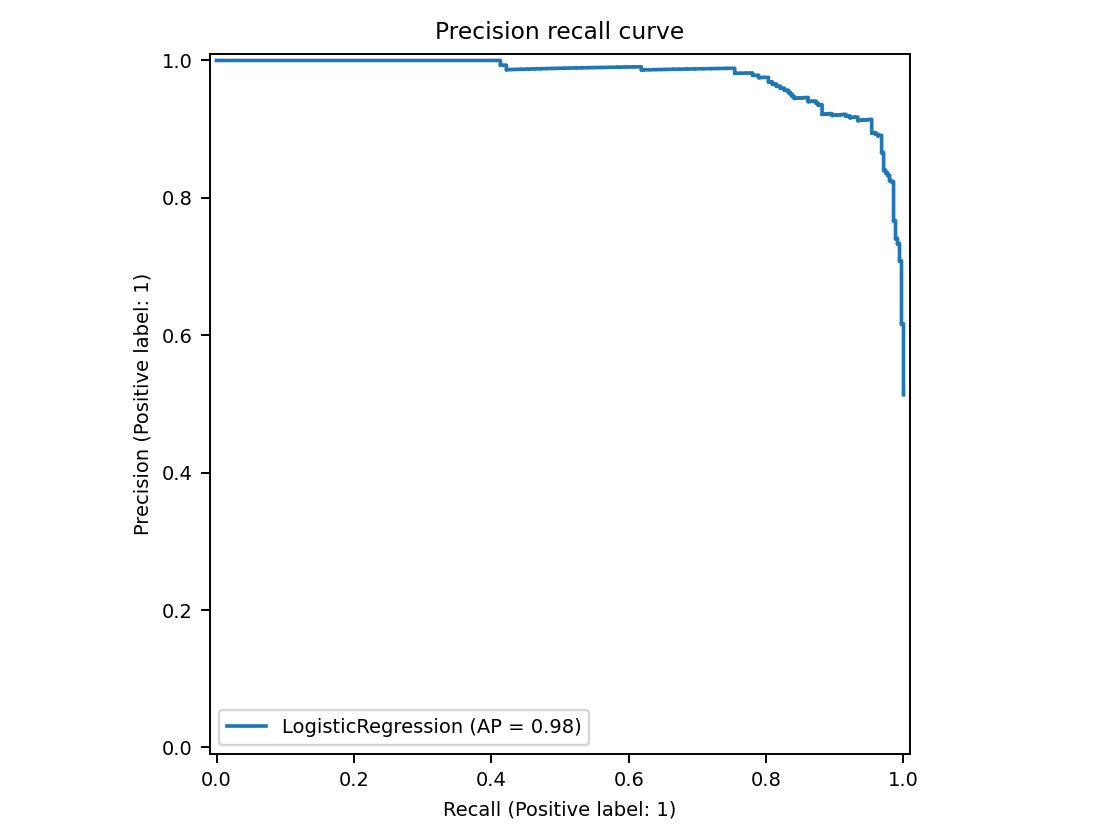 Precision recall curve
1.0
0.8
0.6
0.4
0.2
0.0
Precision (Positive label: 1)
LogisticRegression (AP = 0.98)
0.0 0.2 0.4 0.6 0.8 1.0
Recall (Positive label: 1)